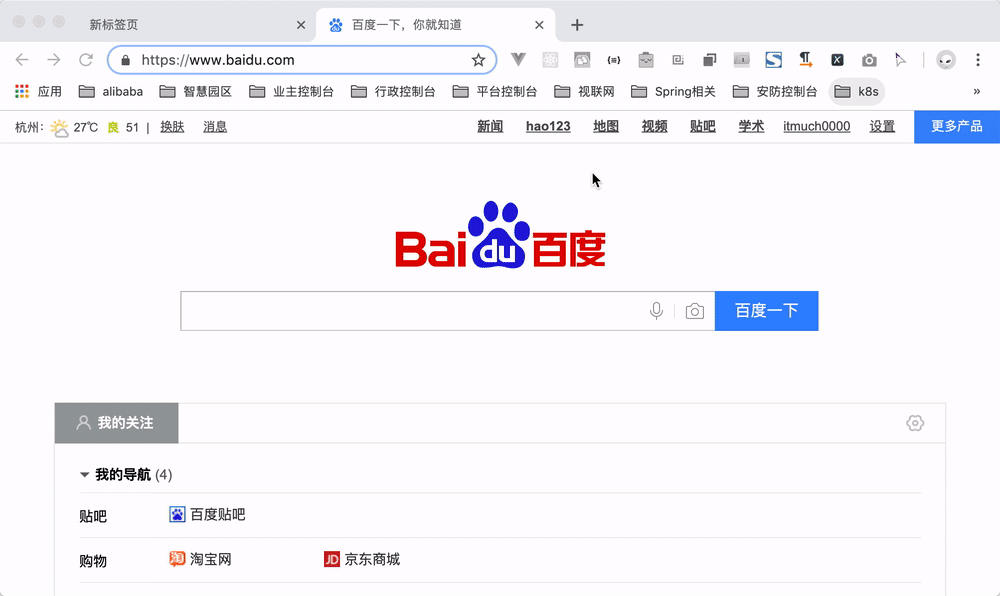 新标签页
百度一下，你就知道
https://www.baidu.com
应用 alibaba 智慧园区 业主控制台 行政控制台 平台控制台 视联网 Spring相关 安防控制台 k8s »
杭州: 27℃ 良 51 | 换肤 消息 新闻 hao123 地图 视频 贴吧 学术 itmuch0000 设置 更多产品
Bai du 百度
百度一下
我的关注
我的导航 (4)
贴吧 百度贴吧
购物 淘宝网 JD 京东商城